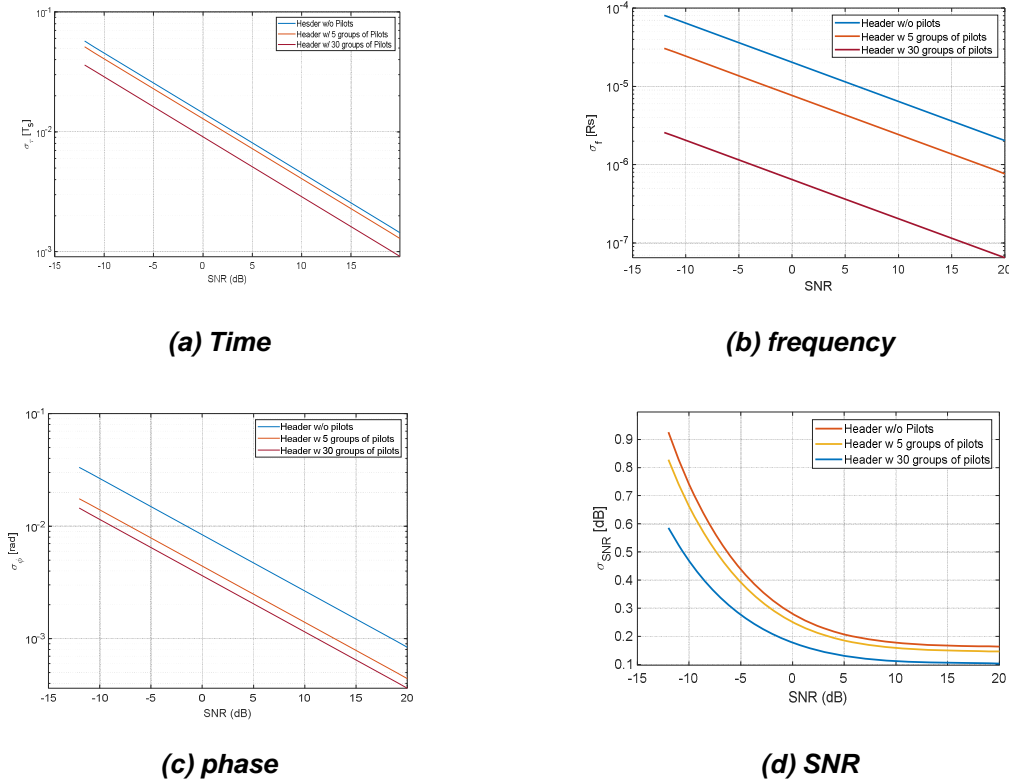 10^-1
10^-2
10^-3
σ_τ [T_s]
-15 -10 -5 0 5 10 15
SNR (dB)
Hesder w/o Pilots
Header w/ 5 groups of Pilots
Header w/ 30 groups of Pilots
(a) Time
10^-4
10^-5
10^-6
10^-7
σ_f [Rs]
-15 -10 -5 0 5 10 15 20
SNR
Header w/o pilots
Header w 5 groups of pilots
Header w 30 groups of pilots
(b) frequency
10^-1
10^-2
10^-3
σ_φ [rad]
-15 -10 -5 0 5 10 15 20
SNR (dB)
Header w/o pilots
Header w 5 groups of pilots
Header w 30 groups of pilots
(c) phase
0.9
0.8
0.7
0.6
0.5
0.4
0.3
0.2
0.1
σ_SNR [dB]
-15 -10 -5 0 5 10 15 20
SNR (dB)
Header w/o Pilots
Header w 5 groups of pilots
Header w 30 groups of pilots
(d) SNR